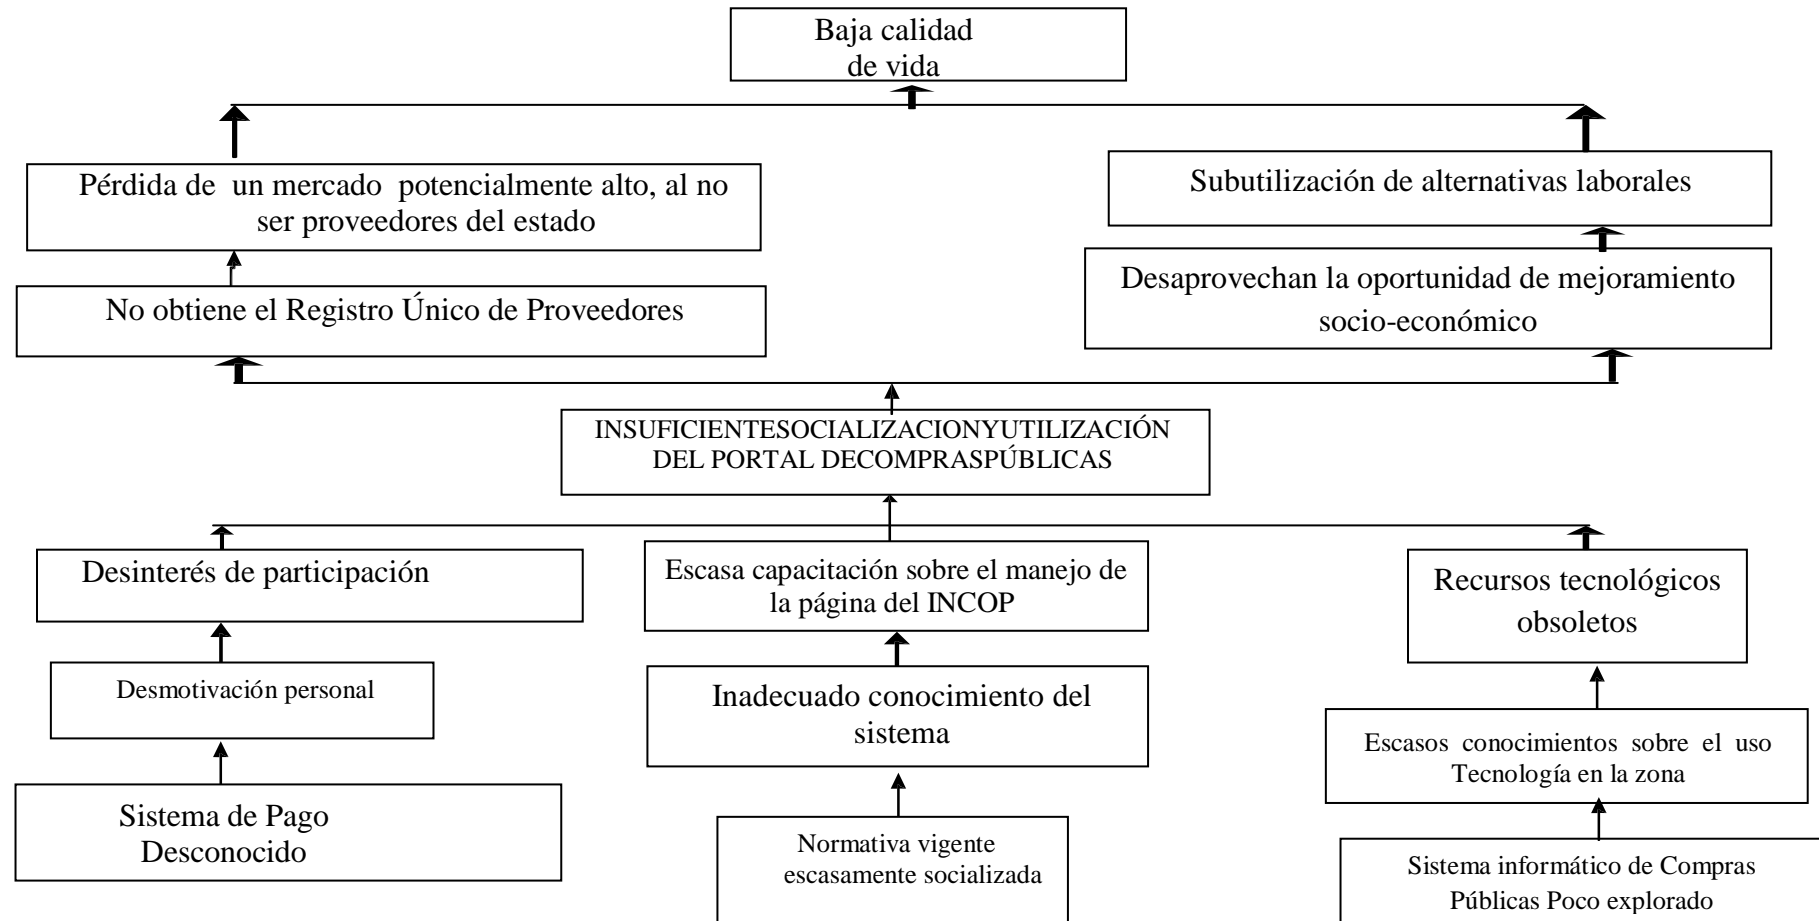 Baja calidad
de vida
Pérdida de un mercado potencialmente alto, al no
ser proveedores del estado
Subutilización de alternativas laborales
No obtiene el Registro Único de Proveedores
Desaprovechan la oportunidad de mejoramiento
socio-económico
INSUFICIENTESOCIALIZACIONYUTILIZACIÓN
DEL PORTAL DECOMPRASPÚBLICAS
Desinterés de participación
Escasa capacitación sobre el manejo de
la página del INCOP
Recursos tecnológicos
obsoletos
Desmotivación personal
Inadecuado conocimiento del
sistema
Escasos conocimientos sobre el uso
Tecnología en la zona
Sistema de Pago
Desconocido
Normativa vigente
escasamente socializada
Sistema informático de Compras
Públicas Poco explorado